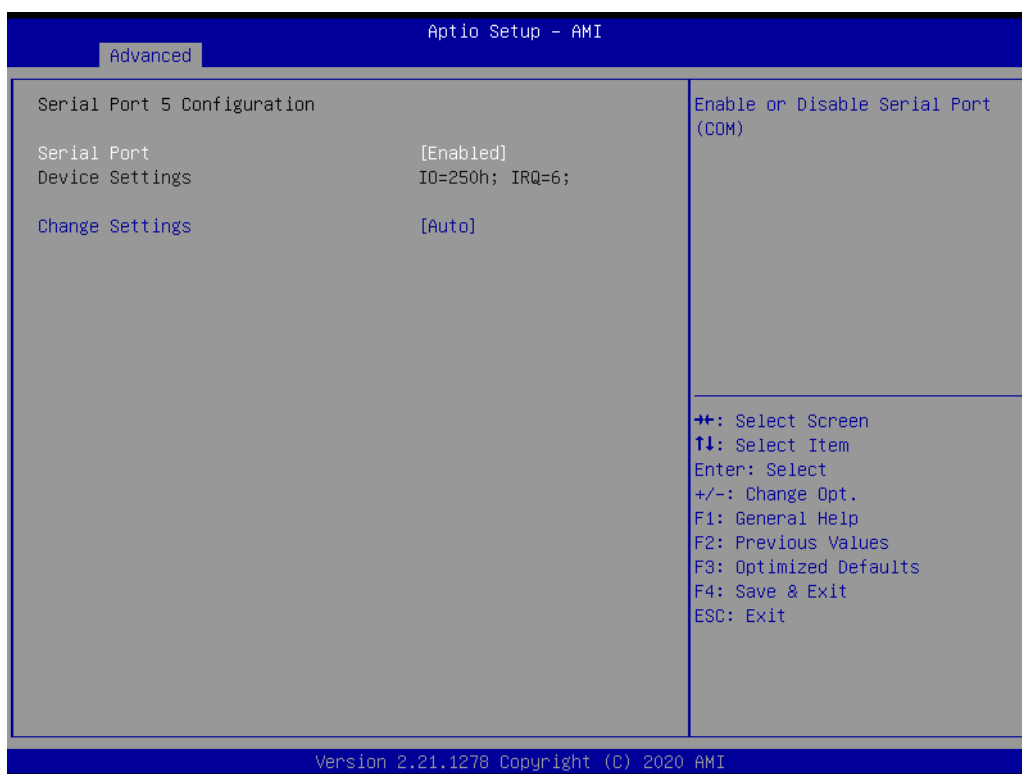 Aptio Setup – AMI
Advanced
Serial Port 5 Configuration
Serial Port [Enabled]
Device Settings IO=250h; IRQ=6;
Change Settings [Auto]
Enable or Disable Serial Port
(COM)
→←: Select Screen
↑↓: Select Item
Enter: Select
+/-: Change Opt.
F1: General Help
F2: Previous Values
F3: Optimized Defaults
F4: Save & Exit
ESC: Exit
Version 2.21.1278 Copyright (C) 2020 AMI